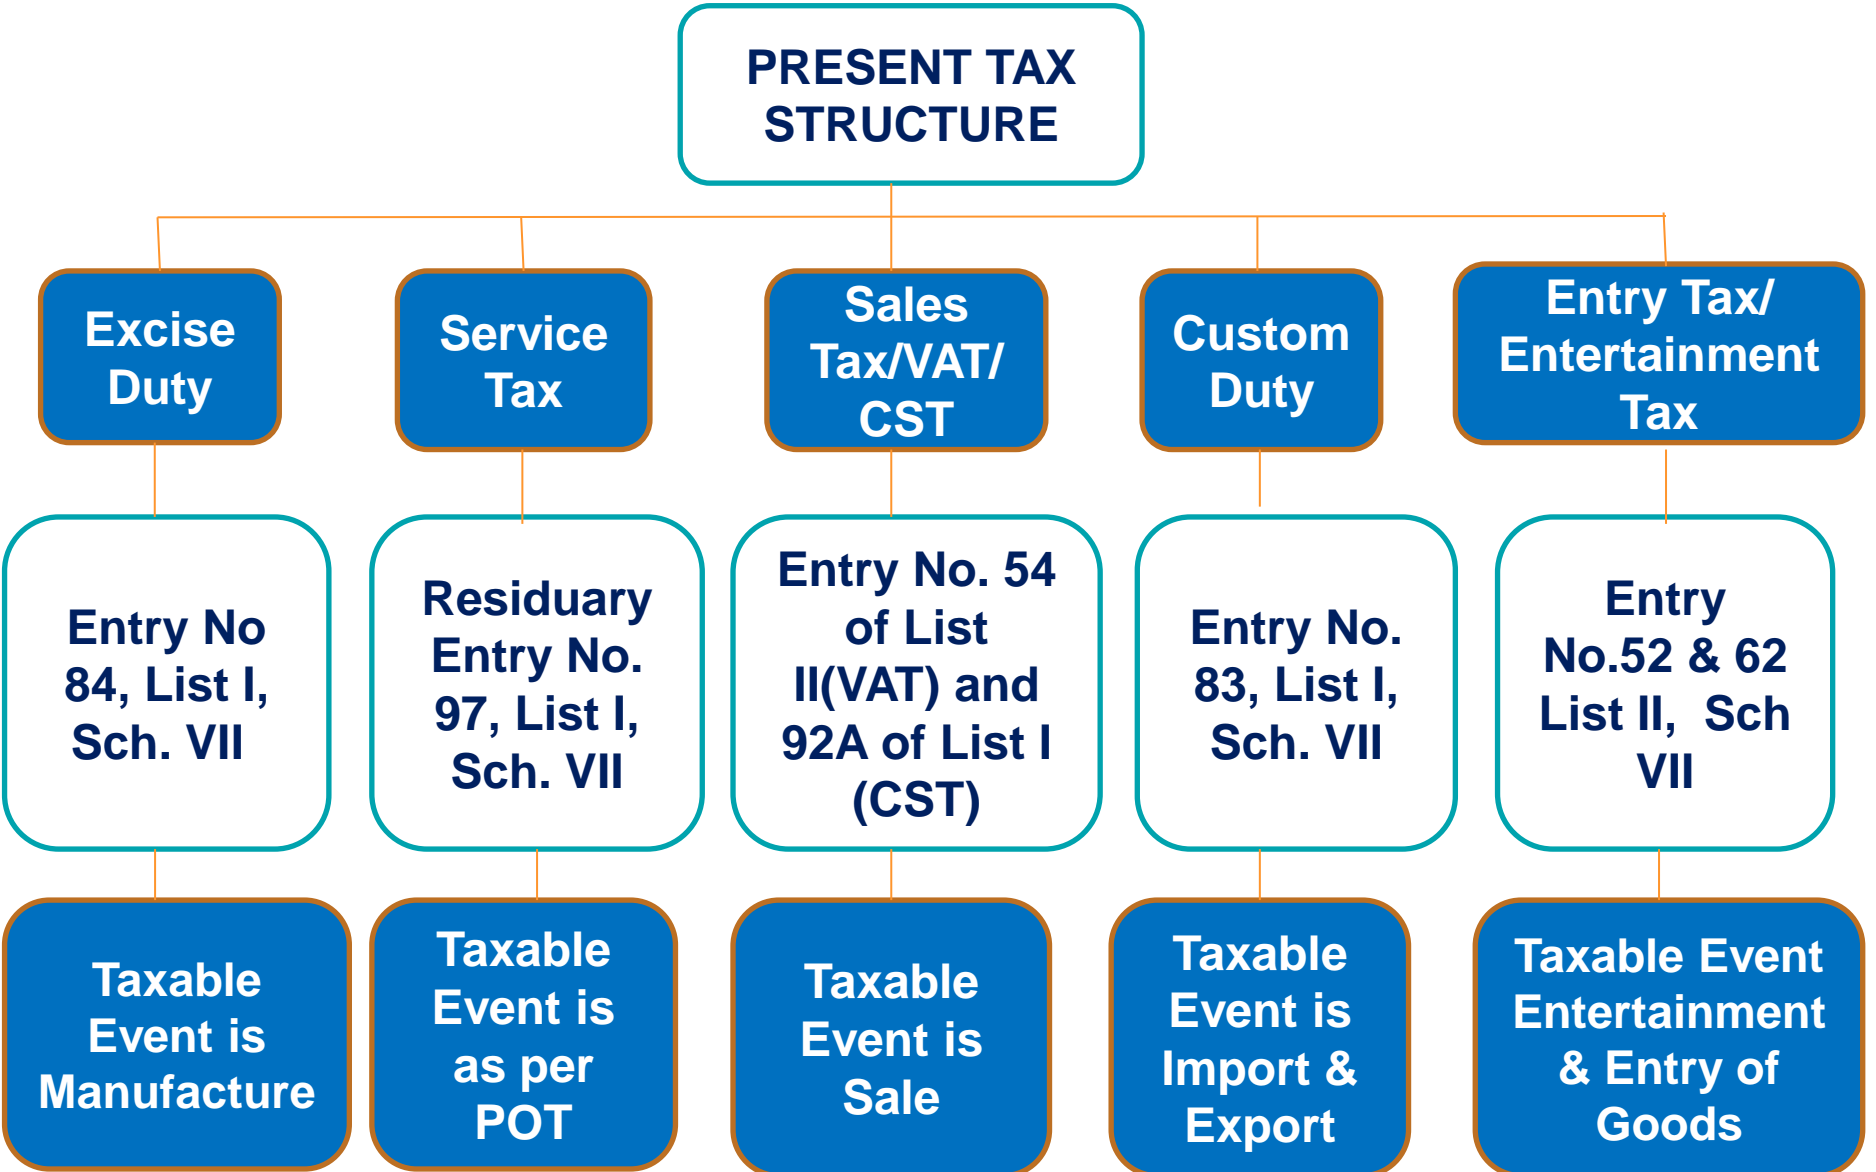 PRESENT TAX
STRUCTURE
Excise
Duty
Service
Tax
Sales
Tax/VAT/
CST
Custom
Duty
Entry Tax/
Entertainment
Tax
Entry No
84, List I,
Sch. VII
Residuary
Entry No.
97, List I,
Sch. VII
Entry No. 54
of List
II(VAT) and
92A of List I
(CST)
Entry No.
83, List I,
Sch. VII
Entry
No.52 & 62
List II, Sch
VII
Taxable
Event is
Manufacture
Taxable
Event is
as per
POT
Taxable
Event is
Sale
Taxable
Event is
Import &
Export
Taxable Event
Entertainment
& Entry of
Goods